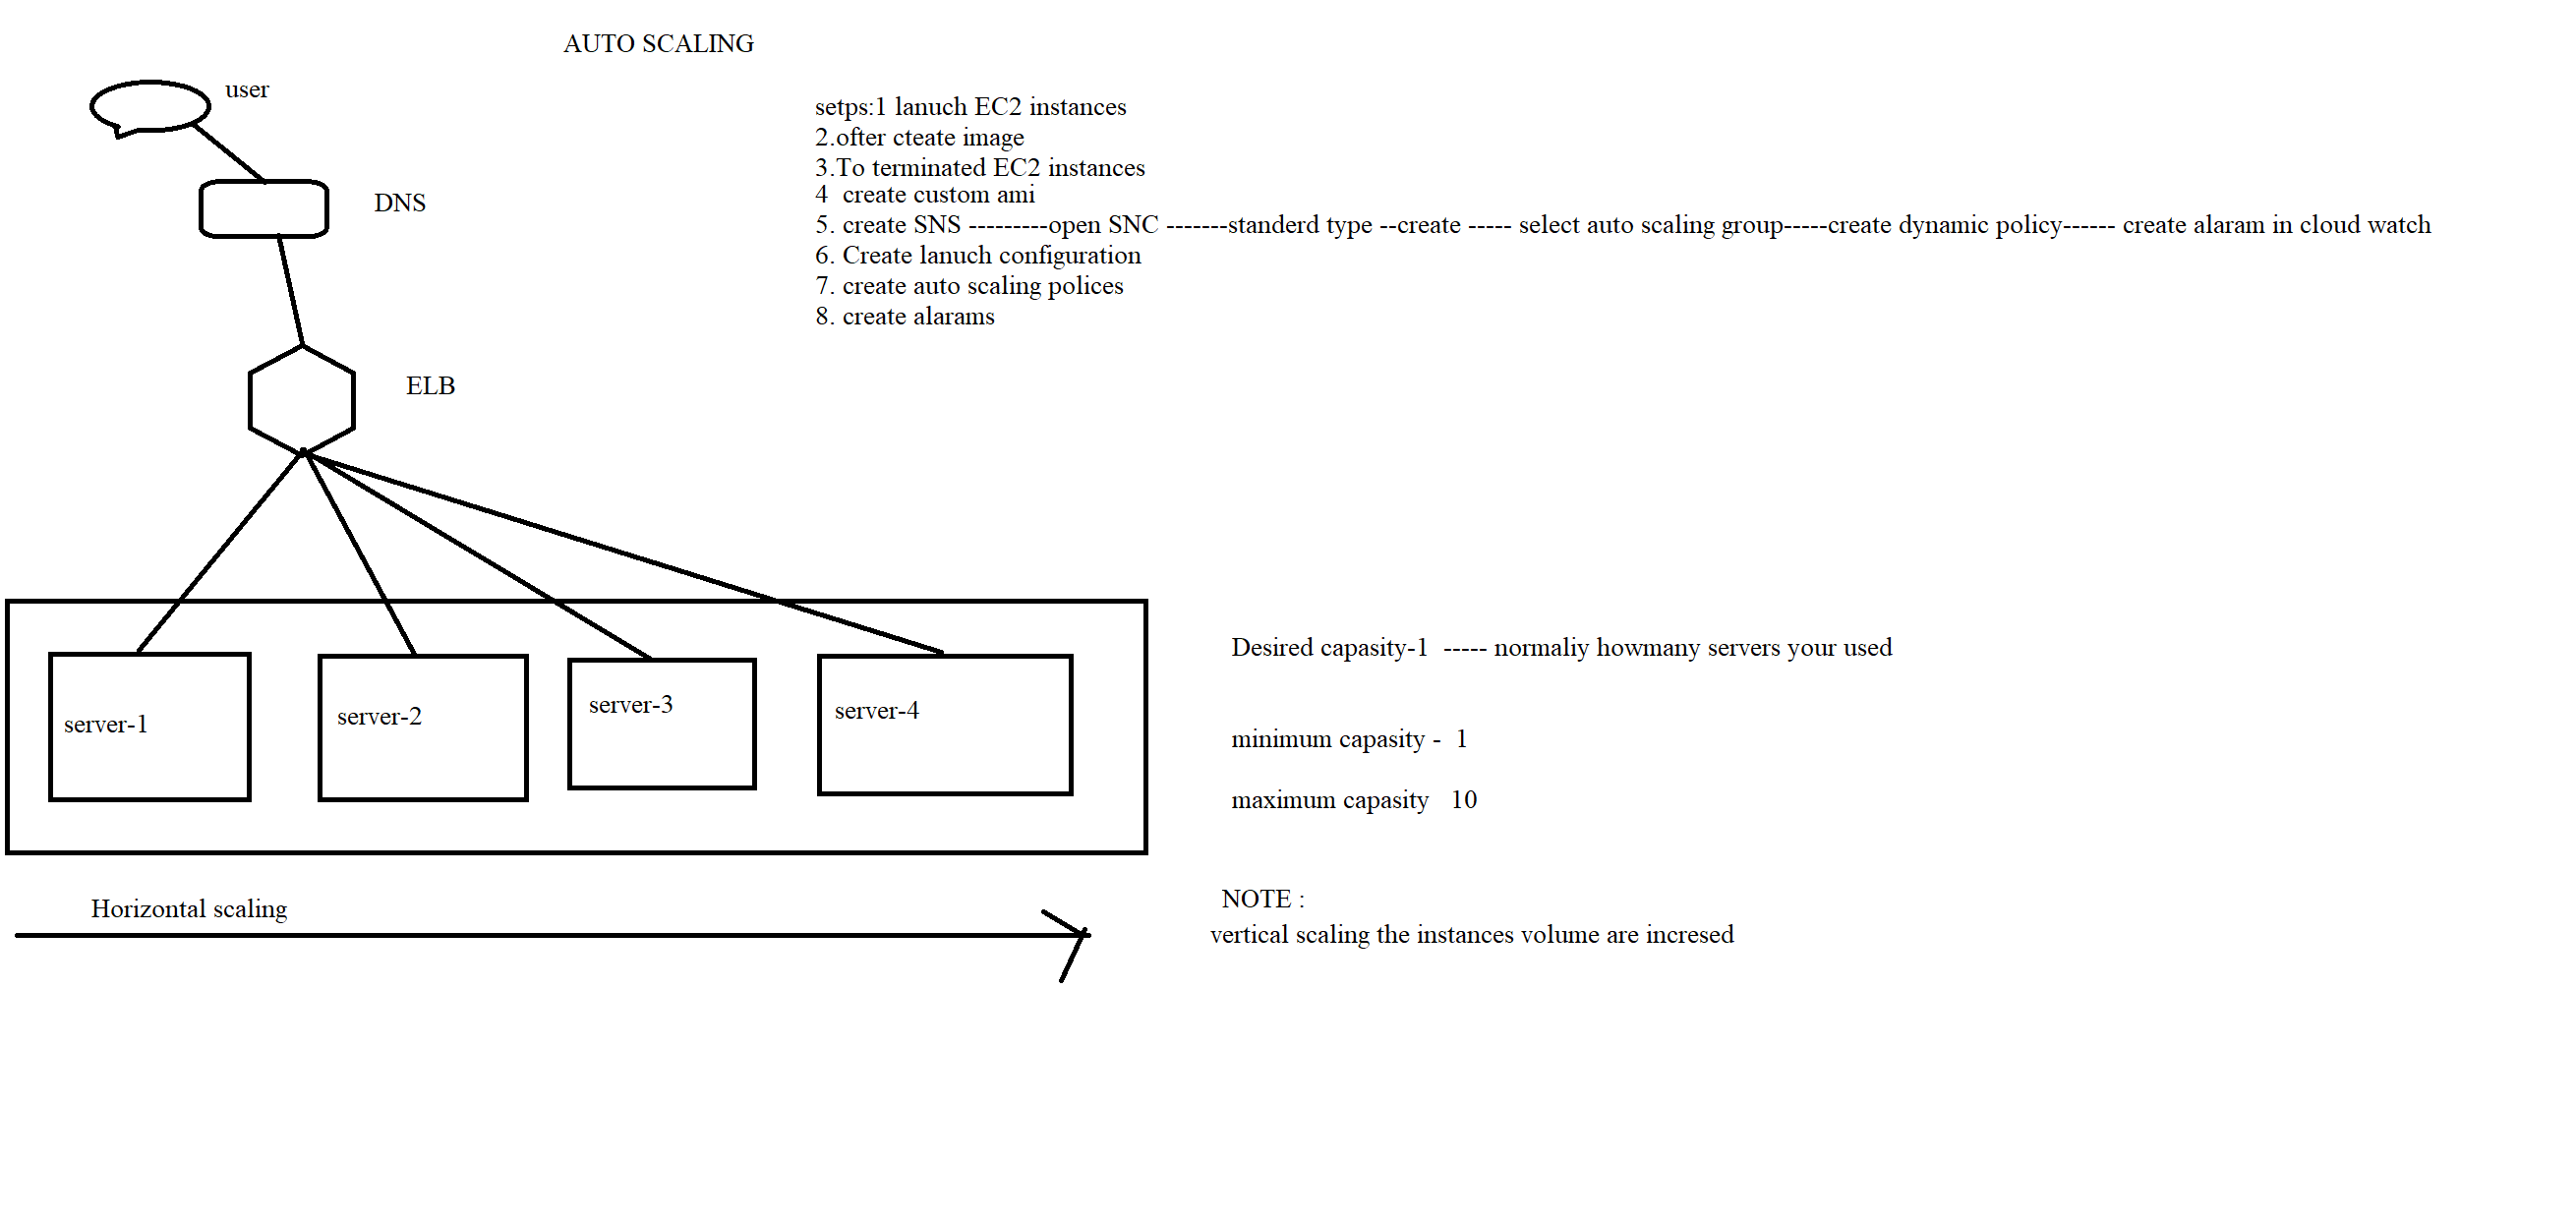 AUTO SCALING
user
DNS
ELB
setps:1 lanuch EC2 instances
2.ofter cteate image
3.To terminated EC2 instances
4  create custom ami
5. create SNS ---------open SNC -------standerd type --create ----- select auto scaling group-----create dynamic policy------ create alaram in cloud watch
6. Create lanuch configuration
7. create auto scaling polices
8. create alarams
server-1
server-2
server-3
server-4
Desired capasity-1  ----- normaliy howmany servers your used
minimum capasity -  1
maximum capasity   10
Horizontal scaling
NOTE :
vertical scaling the instances volume are incresed